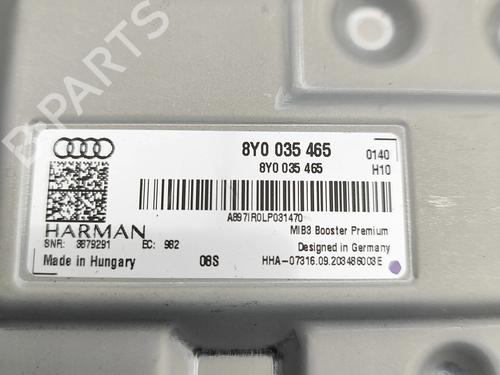 B PARTS
8Y0 035 465
0140
8Y0 035 465
H10
A897IR0LP031470
HARMAN
MIB3 Booster Premium
SNR: 3879291 EC: 982
Designed in Germany
Made in Hungary 08S
HHA-07316.09.203486003E